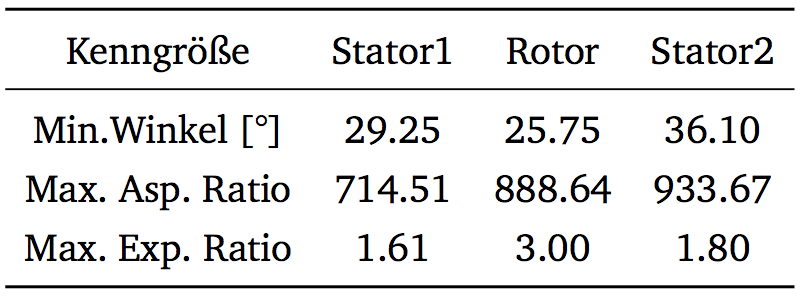 Kenngröße Stator1 Rotor Stator2
Min.Winkel [°] 29.25 25.75 36.10
Max. Asp. Ratio 714.51 888.64 933.67
Max. Exp. Ratio 1.61 3.00 1.80